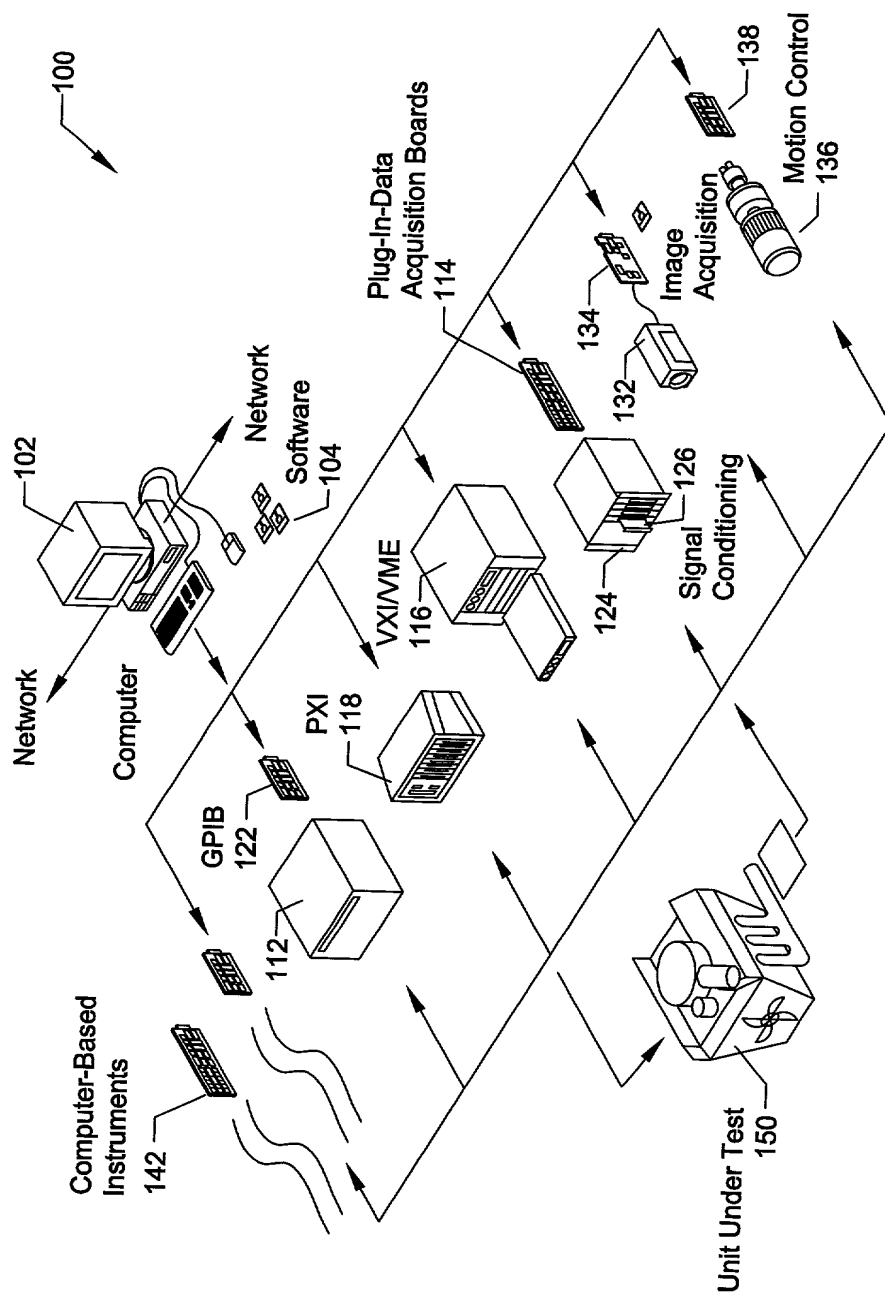 100
Network
102
Computer
Network
Software
104
Computer-Based
Instruments
142
GPIB
122
112
PXI
118
VXI/VME
116
Plug-In-Data
Acquisition Boards
114
124
126
Signal
Conditioning
134
132
Image
Acquisition
138
Motion Control
136
Unit Under Test
150